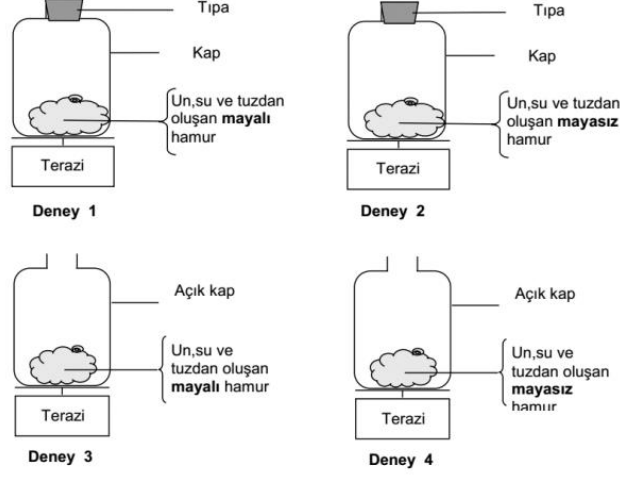 Tıpa
Kap
Un,su ve tuzdan
oluşan mayalı
hamur
Terazi
Deney 1
Tıpa
Kap
Un,su ve tuzdan
oluşan mayasız
hamur
Terazi
Deney 2
Açık kap
Un,su ve
tuzdan oluşan
mayalı hamur
Terazi
Deney 3
Açık kap
Un,su ve
tuzdan oluşan
mayasız
hamur
Terazi
Deney 4